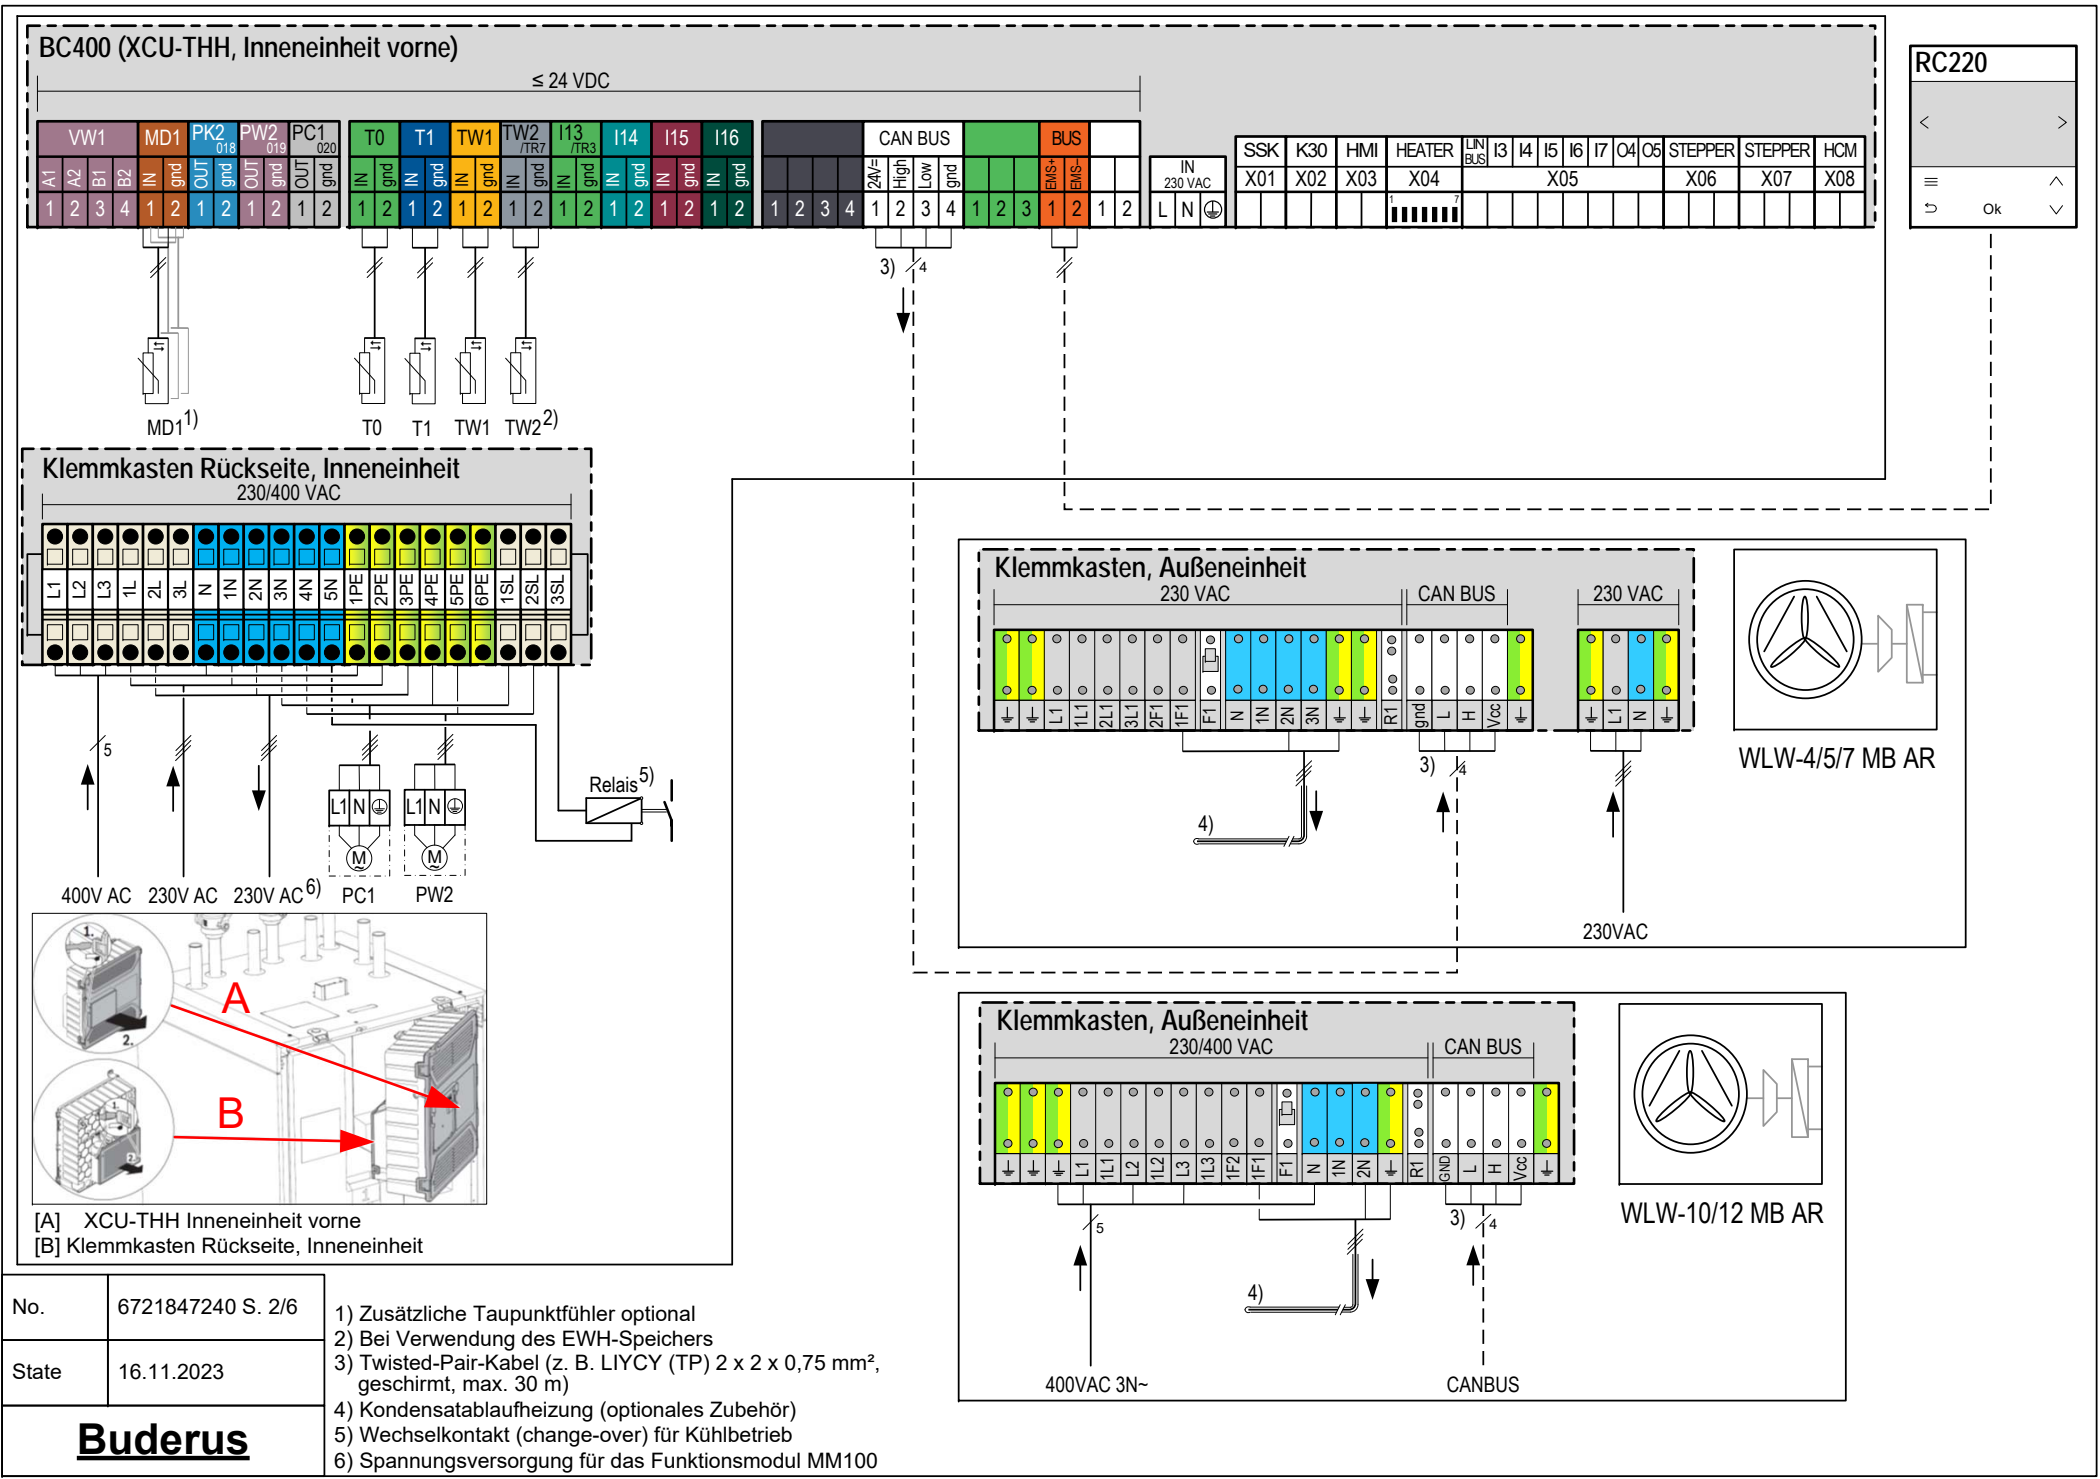 BC400 (XCU-THH, Inneneinheit vorne)
≤ 24 VDC
VW1 MD1 PK2 018 PW2 019 PC1 020 T0 T1 TW1 TW2 /TR7 I13 /TR3 I14 I15 I16 CAN BUS BUS
A1 A2 B1 B2 IN gnd OUT gnd OUT gnd OUT gnd IN gnd IN gnd IN gnd IN gnd IN gnd IN gnd IN gnd IN gnd 24V= High Low gnd EMS+ EMS-
1 2 3 4 1 2 1 2 1 2 1 2 1 2 1 2 1 2 1 2 1 2 1 2 1 2 1 2 1 2 3 4 1 2 3 4 1 2 3 1 2 1 2
IN
230 VAC
L N
SSK K30 HMI HEATER LIN BUS I3 I4 I5 I6 I7 O4 O5 STEPPER STEPPER HCM
X01 X02 X03 X04 X05 X06 X07 X08
1 7
RC220
< >
Ok
3) 4
MD1 1) T0 T1 TW1 TW2 2)
Klemmkasten Rückseite, Inneneinheit
230/400 VAC
L1 L2 L3 1L 2L 3L N 1N 2N 3N 4N 5N 1PE 2PE 3PE 4PE 5PE 6PE 1SL 2SL 3SL
5
Relais 5)
L1 N L1 N
M M
400V AC 230V AC 230V AC 6) PC1 PW2
Klemmkasten, Außeneinheit
230 VAC CAN BUS 230 VAC
L1 1L1 2L1 3L1 2F1 1F1 F1 N 1N 2N 3N R1 gnd L H Vcc L1 N
3) 4
4)
230VAC
WLW-4/5/7 MB AR
Klemmkasten, Außeneinheit
230/400 VAC CAN BUS
L1 1L1 L2 1L2 L3 1L3 1F2 1F1 F1 N 1N 2N R1 GND L H Vcc
5 3) 4
4)
400VAC 3N~ CANBUS
WLW-10/12 MB AR
1.
2.
A
1.
2.
B
[A] XCU-THH Inneneinheit vorne
[B] Klemmkasten Rückseite, Inneneinheit
No. 6721847240 S. 2/6
State 16.11.2023
Buderus
1) Zusätzliche Taupunktfühler optional
2) Bei Verwendung des EWH-Speichers
3) Twisted-Pair-Kabel (z. B. LIYCY (TP) 2 x 2 x 0,75 mm²,
geschirmt, max. 30 m)
4) Kondensatablaufheizung (optionales Zubehör)
5) Wechselkontakt (change-over) für Kühlbetrieb
6) Spannungsversorgung für das Funktionsmodul MM100